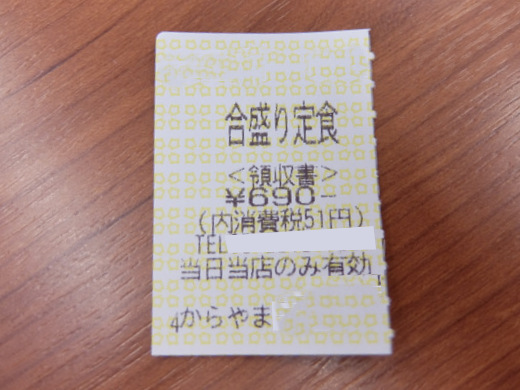 合盛り定食
<領収書>
¥690-
(内消費税51円)
TEL
当日当店のみ有効
4からやま